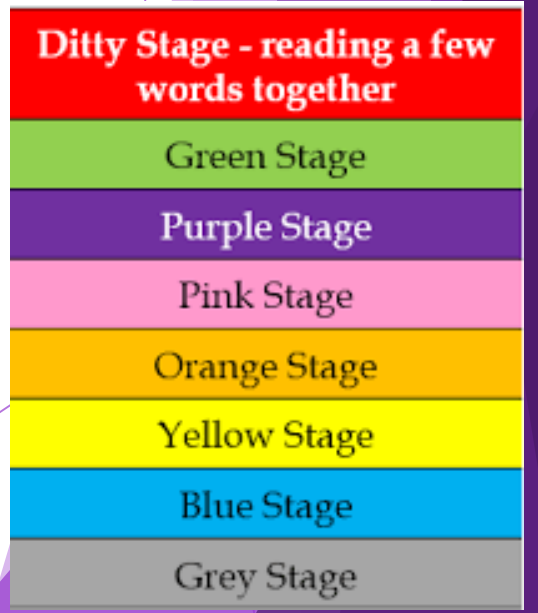 Ditty Stage - reading a few
words together
Green Stage
Purple Stage
Pink Stage
Orange Stage
Yellow Stage
Blue Stage
Grey Stage